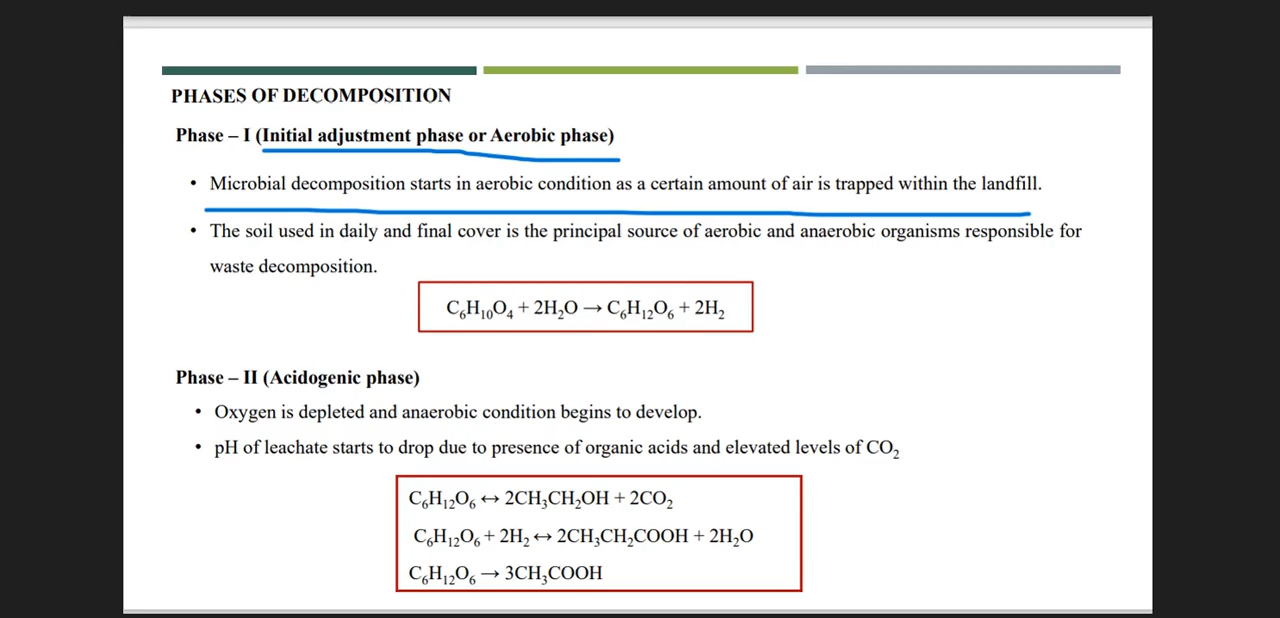 PHASES OF DECOMPOSITION
Phase – I (Initial adjustment phase or Aerobic phase)
• Microbial decomposition starts in aerobic condition as a certain amount of air is trapped within the landfill.
• The soil used in daily and final cover is the principal source of aerobic and anaerobic organisms responsible for
waste decomposition.
C₆H₁₀O₄ + 2H₂O → C₆H₁₂O₆ + 2H₂
Phase – II (Acidogenic phase)
• Oxygen is depleted and anaerobic condition begins to develop.
• pH of leachate starts to drop due to presence of organic acids and elevated levels of CO₂
C₆H₁₂O₆ ↔ 2CH₃CH₂OH + 2CO₂
C₆H₁₂O₆ + 2H₂ ↔ 2CH₃CH₂COOH + 2H₂O
C₆H₁₂O₆ → 3CH₃COOH